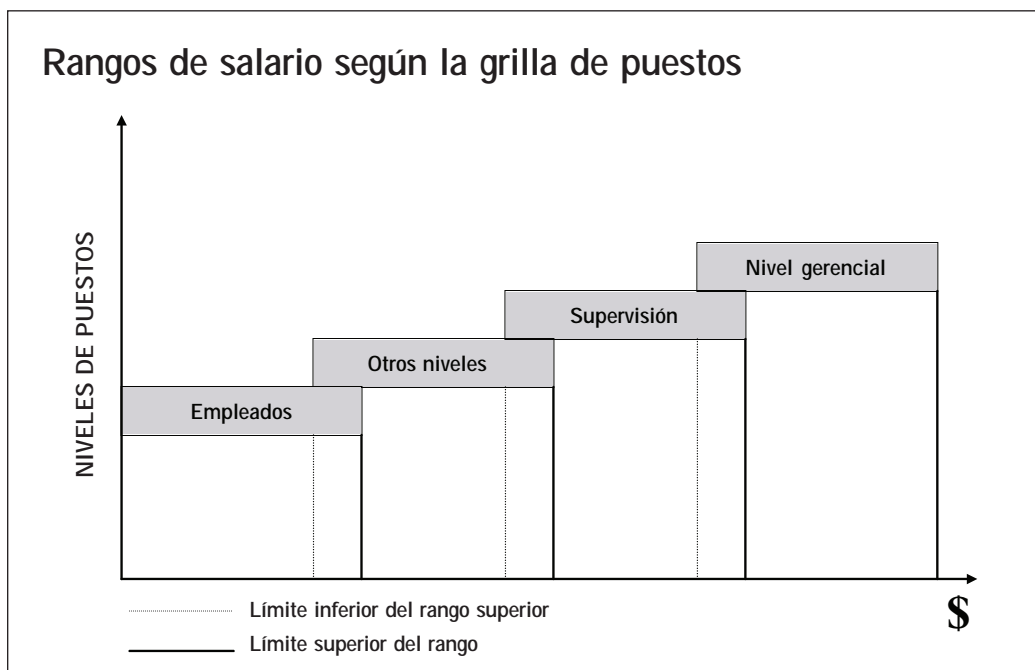 Rangos de salario según la grilla de puestos
NIVELES DE PUESTOS
Nivel gerencial
Supervisión
Otros niveles
Empleados
$
Límite inferior del rango superior
Límite superior del rango